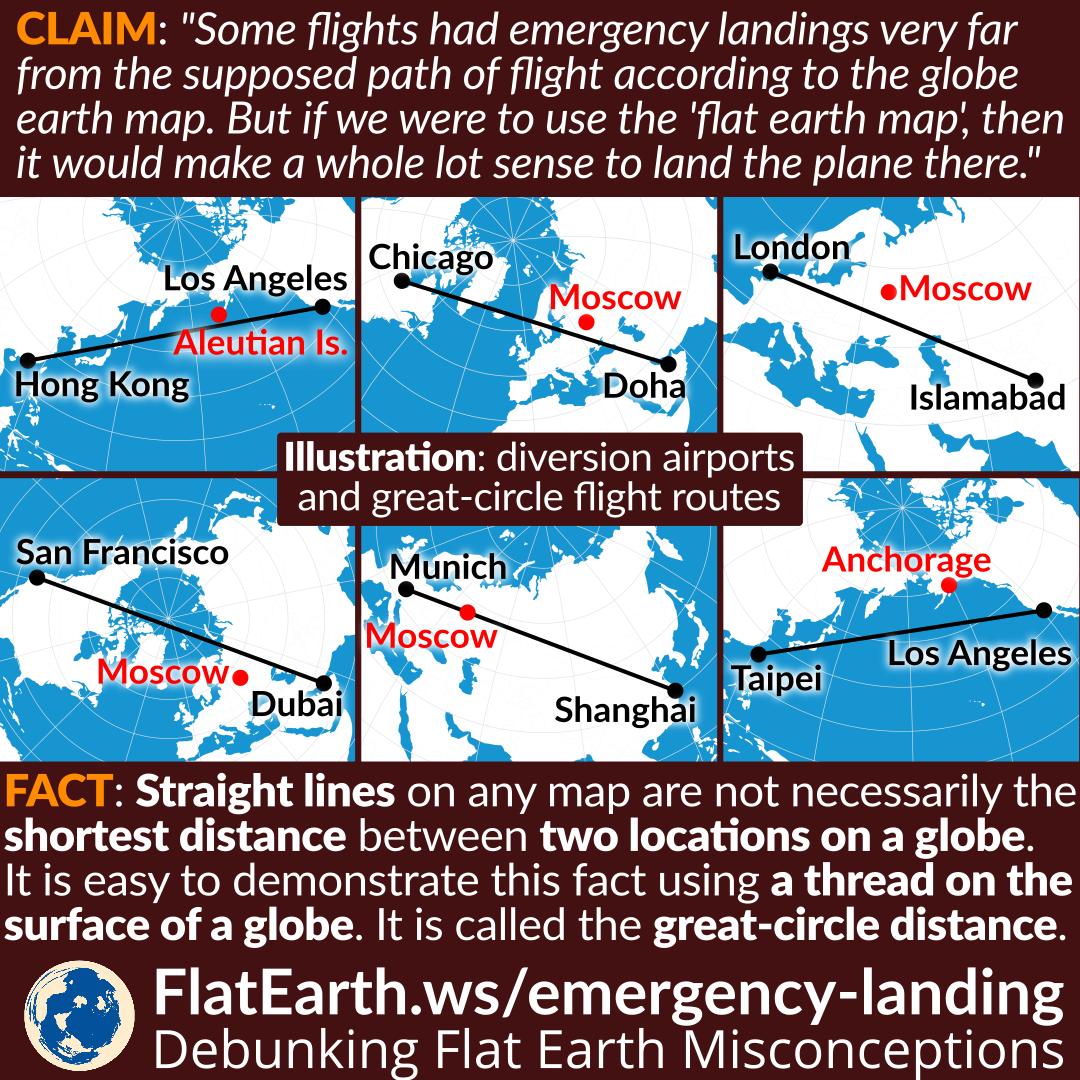 CLAIM: "Some flights had emergency landings very far
from the supposed path of flight according to the globe
earth map. But if we were to use the 'flat earth map', then
it would make a whole lot sense to land the plane there."
Los Angeles
Aleutian Is.
Hong Kong
Chicago
Moscow
Doha
London
Moscow
Islamabad
Illustration: diversion airports
and great-circle flight routes
San Francisco
Moscow
Dubai
Munich
Moscow
Shanghai
Anchorage
Los Angeles
Taipei
FACT: Straight lines on any map are not necessarily the
shortest distance between two locations on a globe.
It is easy to demonstrate this fact using a thread on the
surface of a globe. It is called the great-circle distance.
FlatEarth.ws/emergency-landing
Debunking Flat Earth Misconceptions